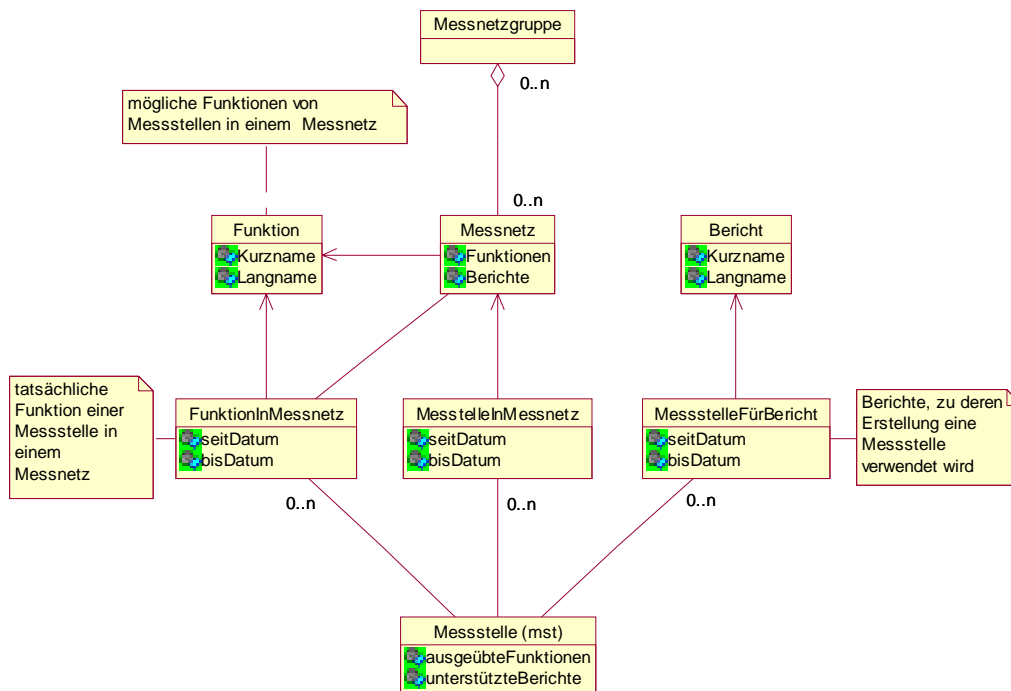 Messnetzgruppe
0..n
mögliche Funktionen von
Messstellen in einem Messnetz
0..n
Funktion
Kurzname
Langname
Messnetz
Funktionen
Berichte
Bericht
Kurzname
Langname
tatsächliche
Funktion einer
Messstelle in
einem
Messnetz
FunktionInMessnetz
seitDatum
bisDatum
MesstelleInMessnetz
seitDatum
bisDatum
MessstelleFürBericht
seitDatum
bisDatum
Berichte, zu deren
Erstellung eine
Messstelle
verwendet wird
0..n
0..n
0..n
Messstelle (mst)
ausgeübteFunktionen
unterstützteBerichte